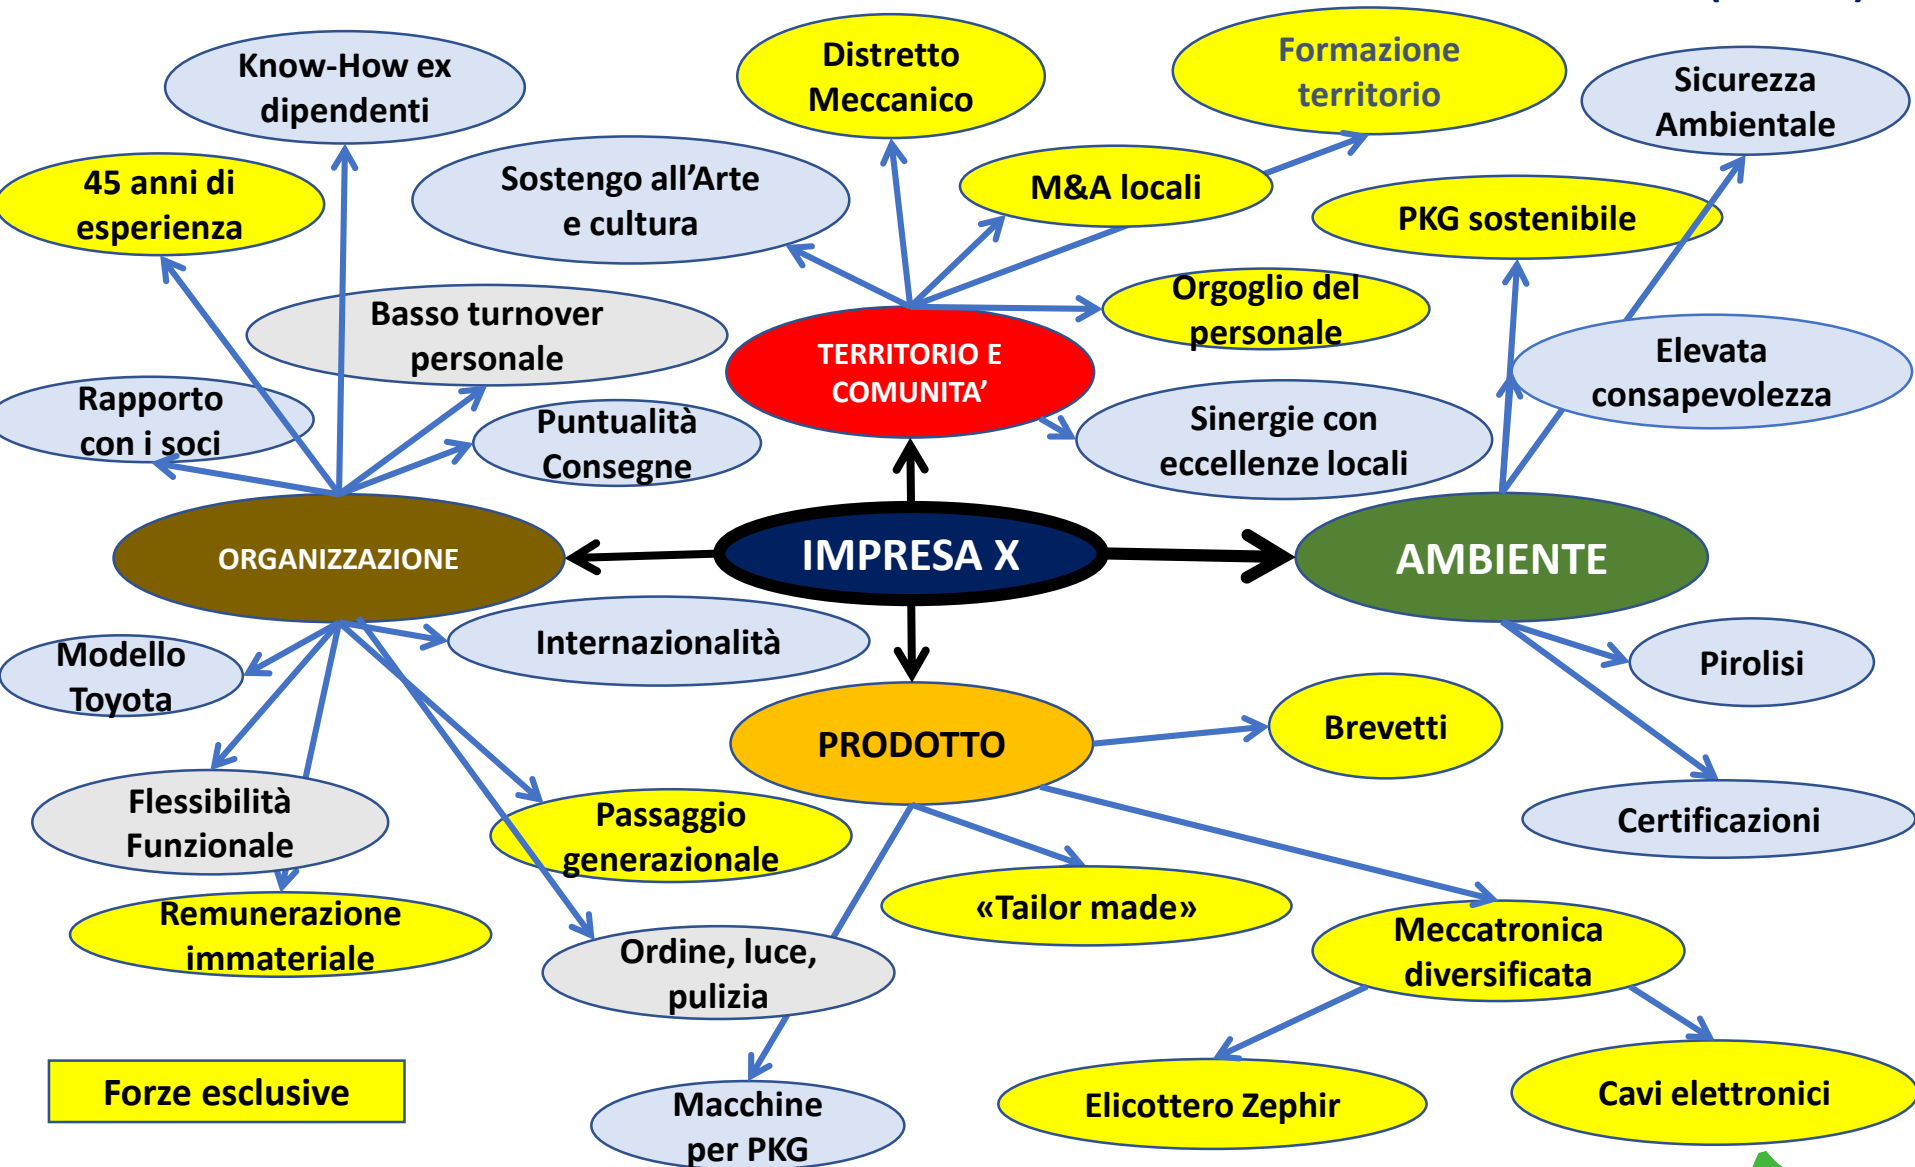 Know-How ex
dipendenti
Distretto
Meccanico
Formazione
territorio
Sicurezza
Ambientale
45 anni di
esperienza
Sostengo all'Arte
e cultura
M&A locali
PKG sostenibile
Basso turnover
personale
Orgoglio del
personale
TERRITORIO E
COMUNITA'
Elevata
consapevolezza
Rapporto
con i soci
Puntualità
Consegne
Sinergie con
eccellenze locali
ORGANIZZAZIONE
IMPRESA X
AMBIENTE
Modello
Toyota
Internazionalità
Pirolisi
PRODOTTO
Brevetti
Flessibilità
Funzionale
Passaggio
generazionale
Certificazioni
Remunerazione
immateriale
«Tailor made»
Ordine, luce,
pulizia
Meccatronica
diversificata
Forze esclusive
Macchine
per PKG
Elicottero Zephir
Cavi elettronici